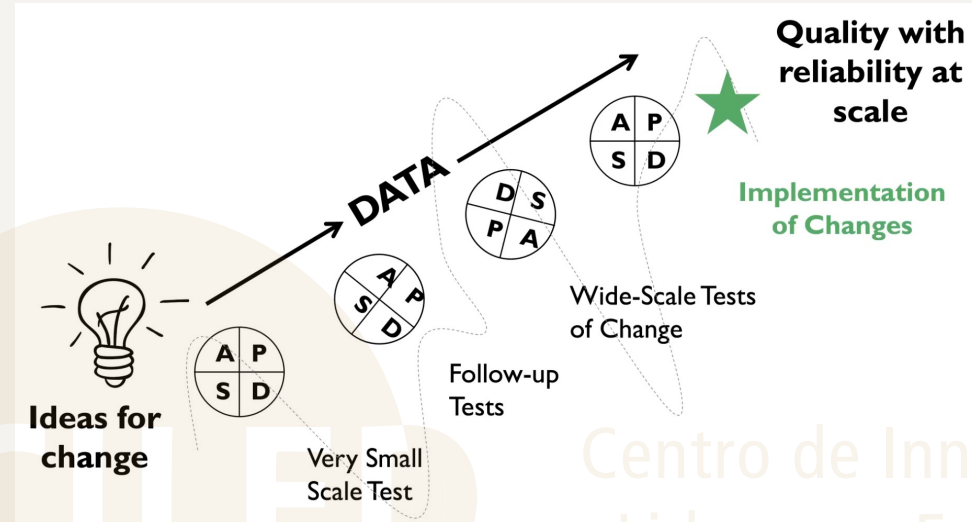 Quality with
reliability at
scale
Implementation
of Changes
DATA
A P
S D
D S
P A
A P
S D
A P
S D
Wide-Scale Tests
of Change
Follow-up
Tests
Very Small
Scale Test
Ideas for
change
Centro de Inn